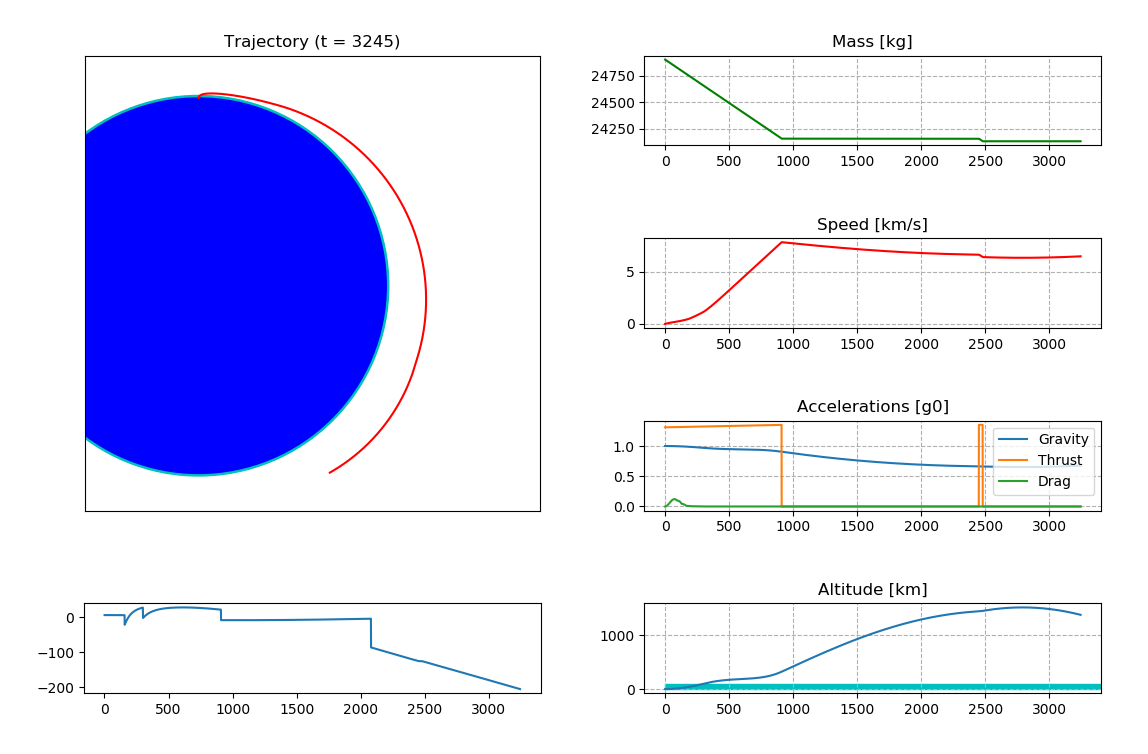 Trajectory (t = 3245)
Mass [kg]
24750
24500
24250
0 500 1000 1500 2000 2500 3000
Speed [km/s]
5
0
0 500 1000 1500 2000 2500 3000
Accelerations [g0]
1.0
0.5
0.0
Gravity
Thrust
Drag
0 500 1000 1500 2000 2500 3000
0
−100
−200
0 500 1000 1500 2000 2500 3000
Altitude [km]
1000
0
0 500 1000 1500 2000 2500 3000